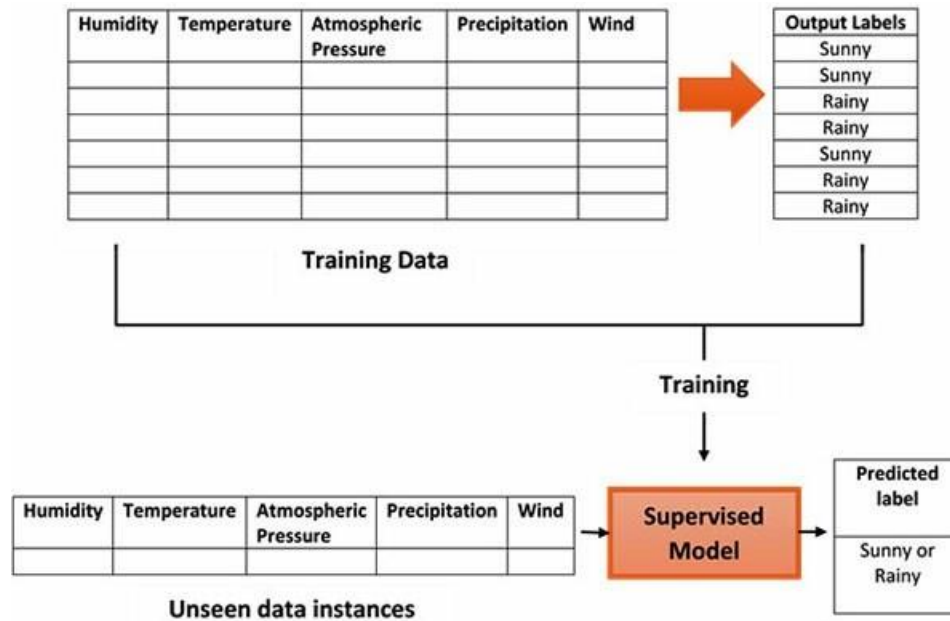 Humidity Temperature Atmospheric Precipitation Wind
Pressure
Output Labels
Sunny
Sunny
Rainy
Rainy
Sunny
Rainy
Rainy
Training Data
Training
Humidity Temperature Atmospheric Precipitation Wind
Pressure
Supervised
Model
Predicted
label
Sunny or
Rainy
Unseen data instances